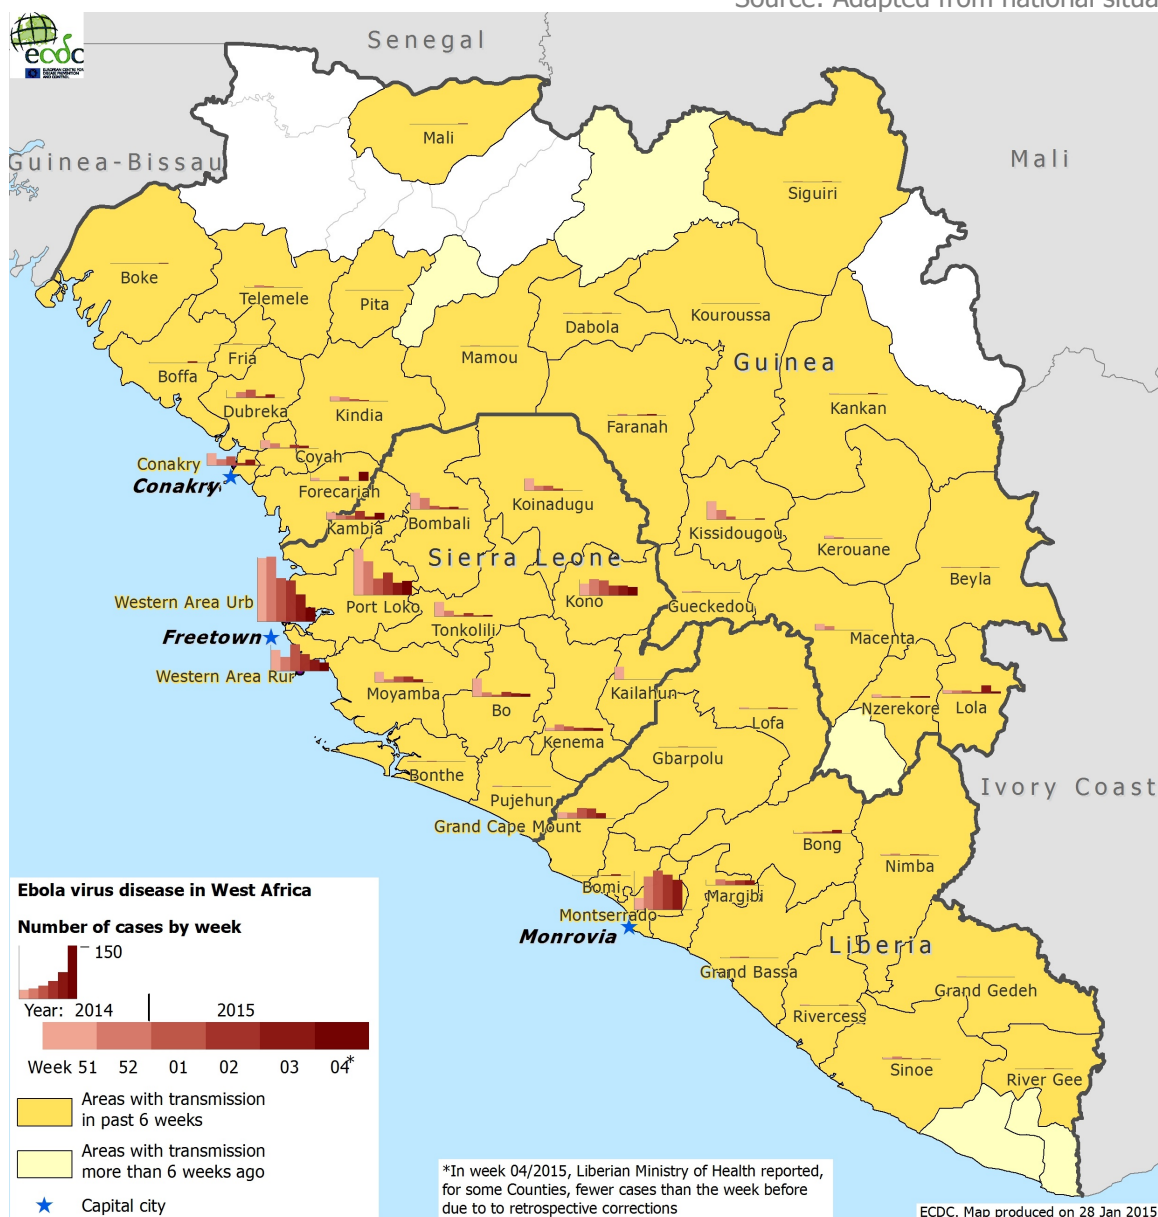 Source: Adapted from national situa
ecdc
EUROPEAN CENTRE FOR
DISEASE PREVENTION
AND CONTROL
Senegal
Guinea-Bissau
Mali
Mali
Siguiri
Boke
Telemele
Pita
Dabola
Kouroussa
Fria
Boffa
Mamou
Guinea
Dubreka
Kindia
Kankan
Faranah
Conakry
Coyah
Conakry
Forecariah
Koinadugu
Kambia
Bombali
Kissidougou
Kerouane
Sierra Leone
Beyla
Western Area Urb
Port Loko
Kono
Gueckedou
Tonkolili
Freetown
Macenta
Western Area Rur
Moyamba
Kailahun
Bo
Nzerekore
Lola
Lofa
Kenema
Gbarpolu
Bonthe
Ivory Coast
Pujehun
Grand Cape Mount
Bong
Nimba
Bomi
Margibi
Montserrado
Monrovia
Liberia
Grand Bassa
Grand Gedeh
Rivercess
Sinoe
River Gee
Ebola virus disease in West Africa
Number of cases by week
150
Year: 2014 2015
Week 51 52 01 02 03 04*
Areas with transmission
in past 6 weeks
Areas with transmission
more than 6 weeks ago
Capital city
*In week 04/2015, Liberian Ministry of Health reported,
for some Counties, fewer cases than the week before
due to to retrospective corrections
ECDC. Map produced on 28 Jan 2015